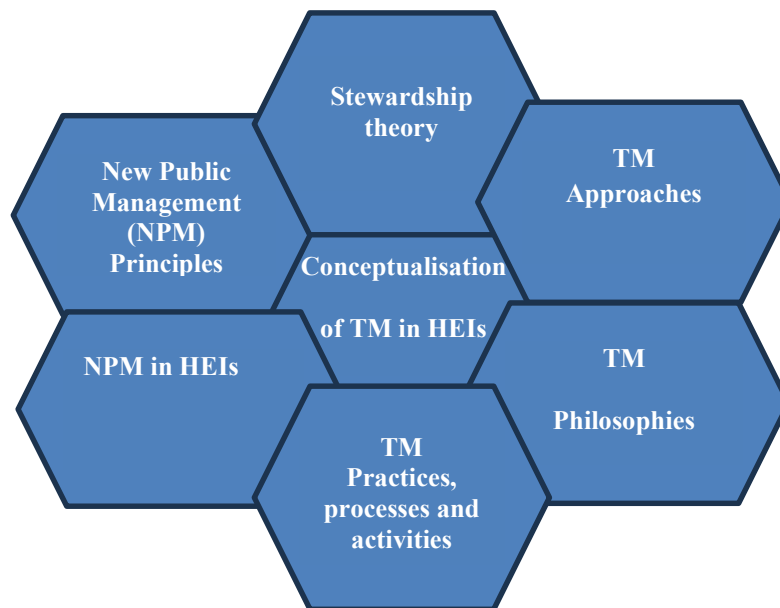 Stewardship
theory
New Public
Management
(NPM)
Principles
TM
Approaches
Conceptualisation
of TM in HEIs
NPM in HEIs
TM
Philosophies
TM
Practices,
processes and
activities